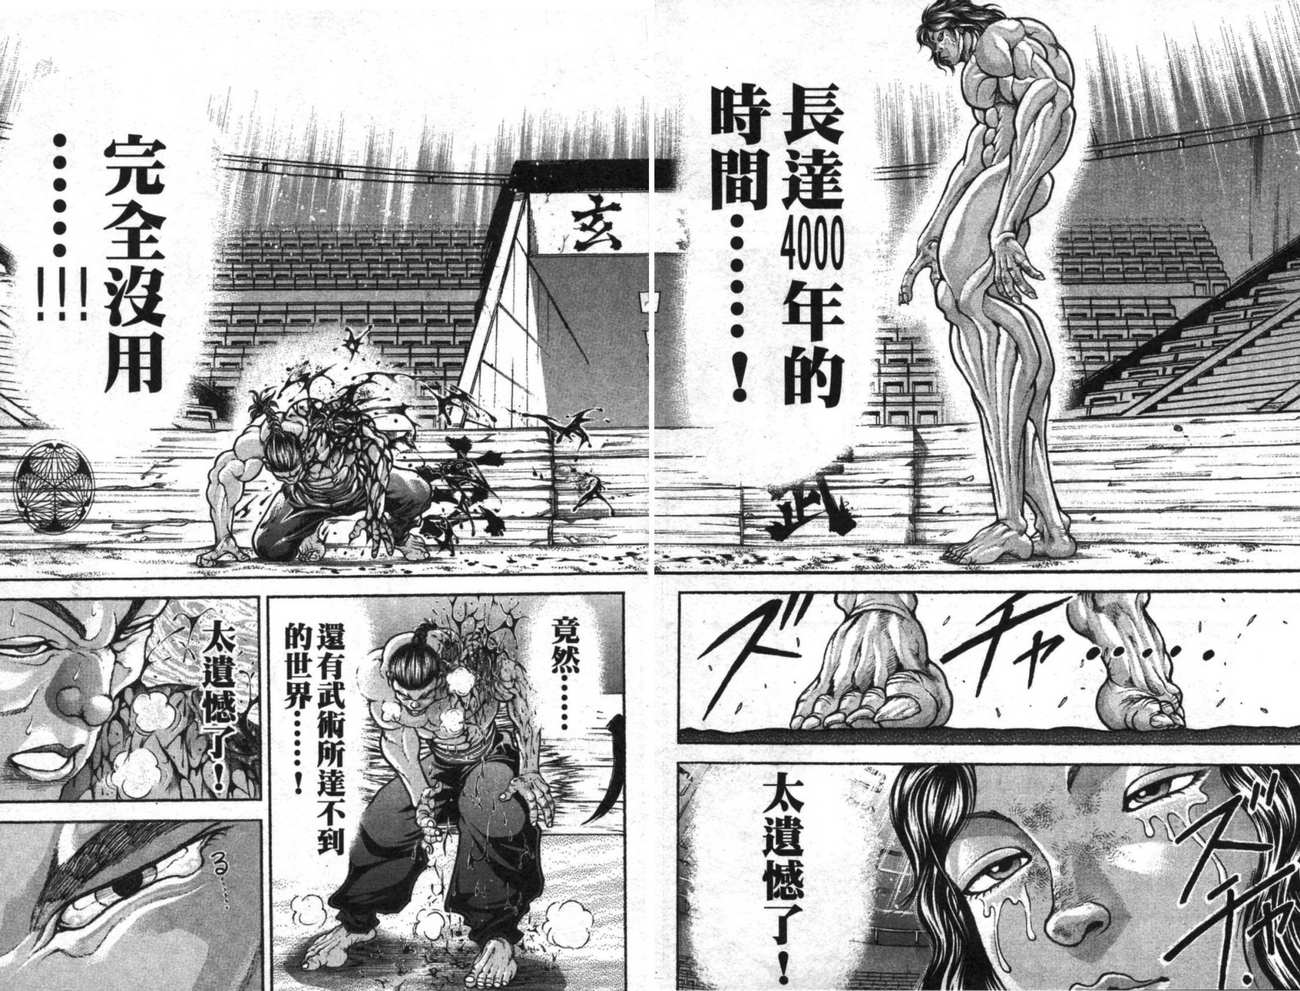 長達4000年的
時間……！
武
ズ
チャ
……
太遺憾了！
ズ
チャ
玄
完全沒用
……!!!
竟然……
還有武術所達不到
的世界……！
太遺憾了！
る……